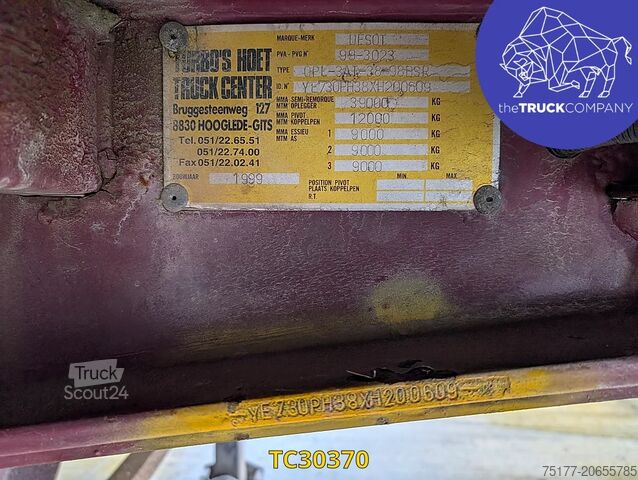 TURBO'S HOET
TRUCK CENTER
Bruggesteenweg 127
8830 HOOGLEDE-GITS
Tel. 051/22.65.51
051/22.74.00
Fax 051/22.02.41
BOUWJAAR 1999
MARQUE-MERK DESOT
PVA - PVG N° 99-3023
TYPE
ID. N° YE730PH38XH200609
MMA SEMI-REMORQUE 39000 KG
MTM OPLEGGER
MMA PIVOT 12000 KG
MTM KOPPELPEN
MMA ESSIEU 1 9000 KG
MTM AS
2 9000 KG
3 9000 KG
POSITION PIVOT MIN. MAX.
PLAATS KOPPELPEN
R.T.
theTRUCKCOMPANY
Truck
Scout24
YE730PH38XH200609
TC30370
75177-20655785